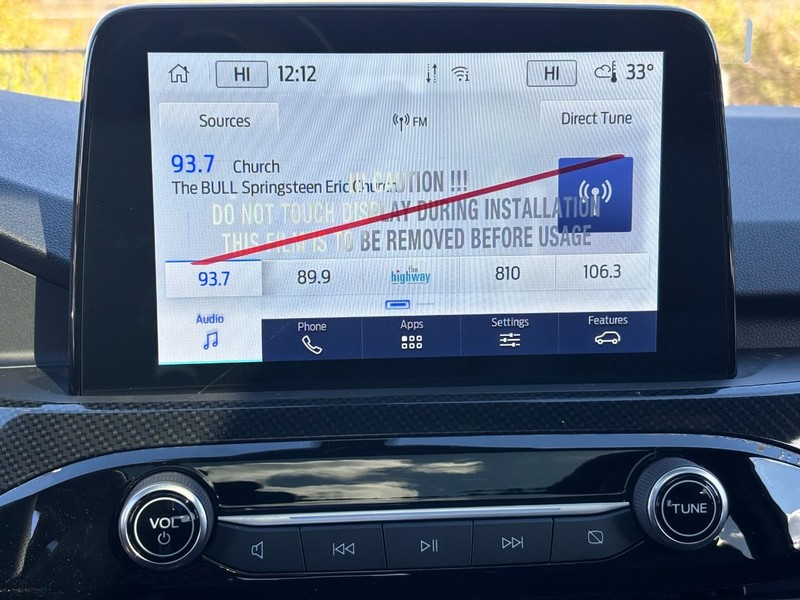 HI 12:12 HI 33°
Sources FM Direct Tune
93.7 Church
The BULL Springsteen Eric Church
!!! CAUTION !!!
DO NOT TOUCH DISPLAY DURING INSTALLATION
THIS FILM IS TO BE REMOVED BEFORE USAGE
93.7 89.9 the highway 810 106.3
Audio Phone Apps Settings Features
VOL TUNE